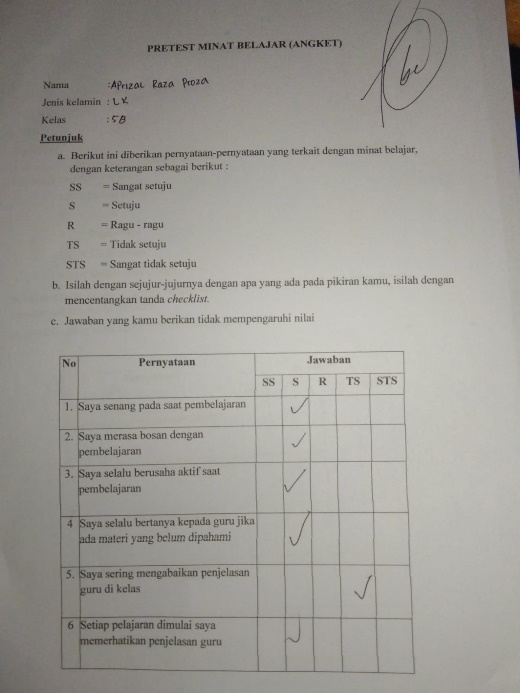 PRETEST MINAT BELAJAR (ANGKET)
Nama : Aprizal Raza Proza
Jenis kelamin : LK
Kelas : 5B
Petunjuk
a. Berikut ini diberikan pernyataan-pernyataan yang terkait dengan minat belajar,
dengan keterangan sebagai berikut :
SS = Sangat setuju
S = Setuju
R = Ragu - ragu
TS = Tidak setuju
STS = Sangat tidak setuju
b. Isilah dengan sejujur-jujurnya dengan apa yang ada pada pikiran kamu, isilah dengan
mencentangkan tanda checklist.
c. Jawaban yang kamu berikan tidak mempengaruhi nilai
No Pernyataan Jawaban
SS S R TS STS
1. Saya senang pada saat pembelajaran ✓
2. Saya merasa bosan dengan
pembelajaran ✓
3. Saya selalu berusaha aktif saat
pembelajaran ✓
4 Saya selalu bertanya kepada guru jika
ada materi yang belum dipahami ✓
5. Saya sering mengabaikan penjelasan
guru di kelas ✓
6 Setiap pelajaran dimulai saya
memerhatikan penjelasan guru ✓